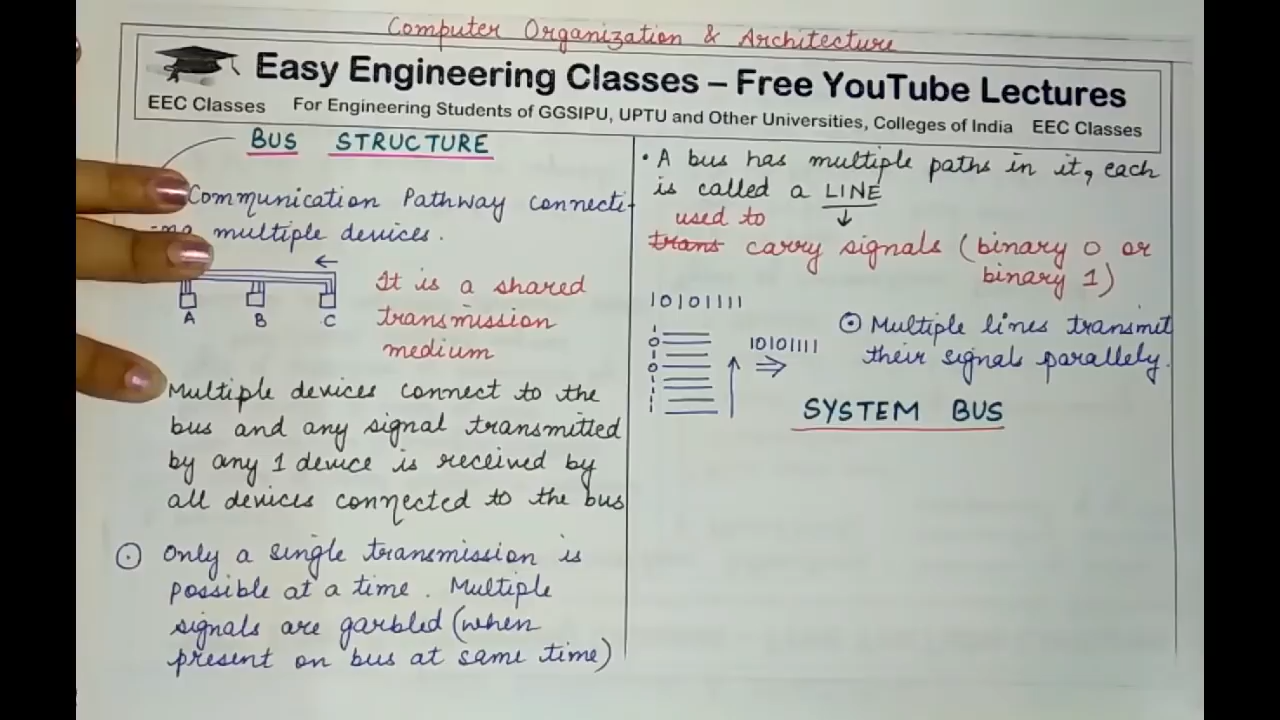 Computer Organization & Architecture
Easy Engineering Classes – Free YouTube Lectures
EEC Classes For Engineering Students of GGSIPU, UPTU and Other Universities, Colleges of India EEC Classes
BUS STRUCTURE
Communication Pathway connecti-
-ng multiple devices.
It is a shared
transmission
medium
A B C
Multiple devices connect to the
bus and any signal transmitted
by any 1 device is received by
all devices connected to the bus
Only a single transmission is
possible at a time. Multiple
signals are garbled (when
present on bus at same time)
• A bus has multiple paths in it, each
is called a LINE
used to
trans carry signals (binary 0 or
binary 1)
10101111
10101111
Multiple lines transmit
their signals parallely.
SYSTEM BUS